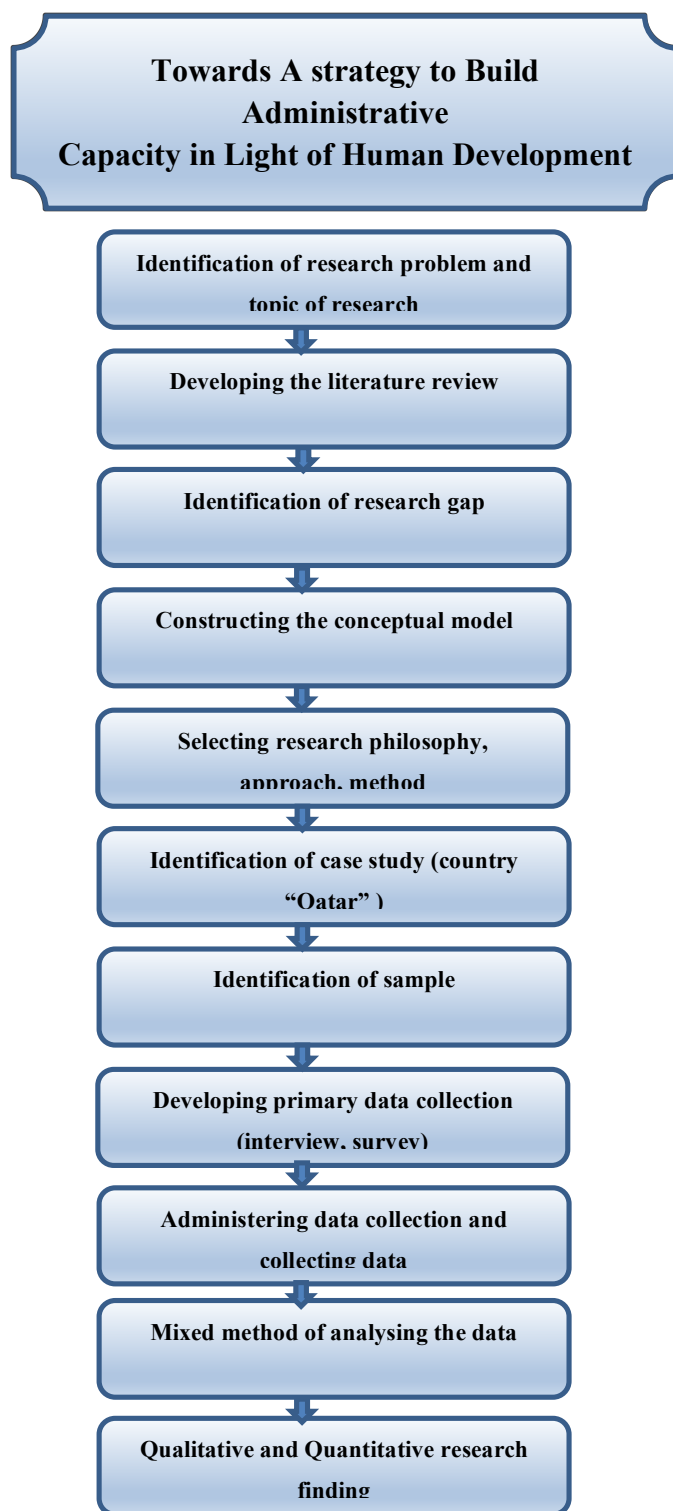 Towards A strategy to Build
Administrative
Capacity in Light of Human Development
Identification of research problem and
topic of research
Developing the literature review
Identification of research gap
Constructing the conceptual model
Selecting research philosophy,
approach, method
Identification of case study (country
“Qatar” )
Identification of sample
Developing primary data collection
(interview, survey)
Administering data collection and
collecting data
Mixed method of analysing the data
Qualitative and Quantitative research
finding